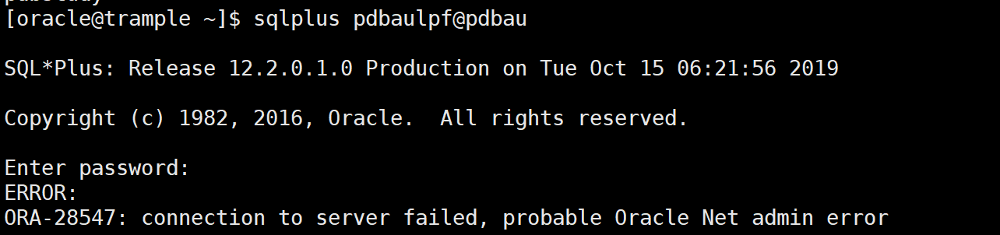 [oracle@trample ~]$ sqlplus pdbaulpf@pdbau
SQL*Plus: Release 12.2.0.1.0 Production on Tue Oct 15 06:21:56 2019
Copyright (c) 1982, 2016, Oracle.  All rights reserved.
Enter password:
ERROR:
ORA-28547: connection to server failed, probable Oracle Net admin error